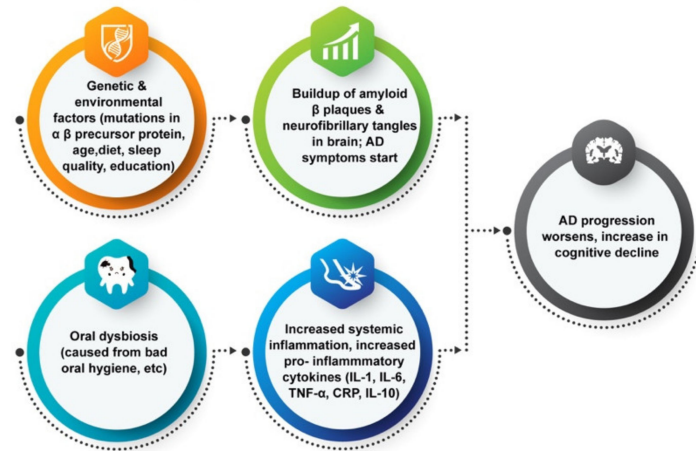 Genetic &
environmental
factors (mutations in
α β precursor protein,
age,diet, sleep
quality, education)
Buildup of amyloid
β plaques &
neurofibrillary tangles
in brain; AD
symptoms start
AD progression
worsens, increase in
cognitive decline
Oral dysbiosis
(caused from bad
oral hygiene, etc)
Increased systemic
inflammation, increased
pro- inflammmatory
cytokines (IL-1, IL-6,
TNF-α, CRP, IL-10)